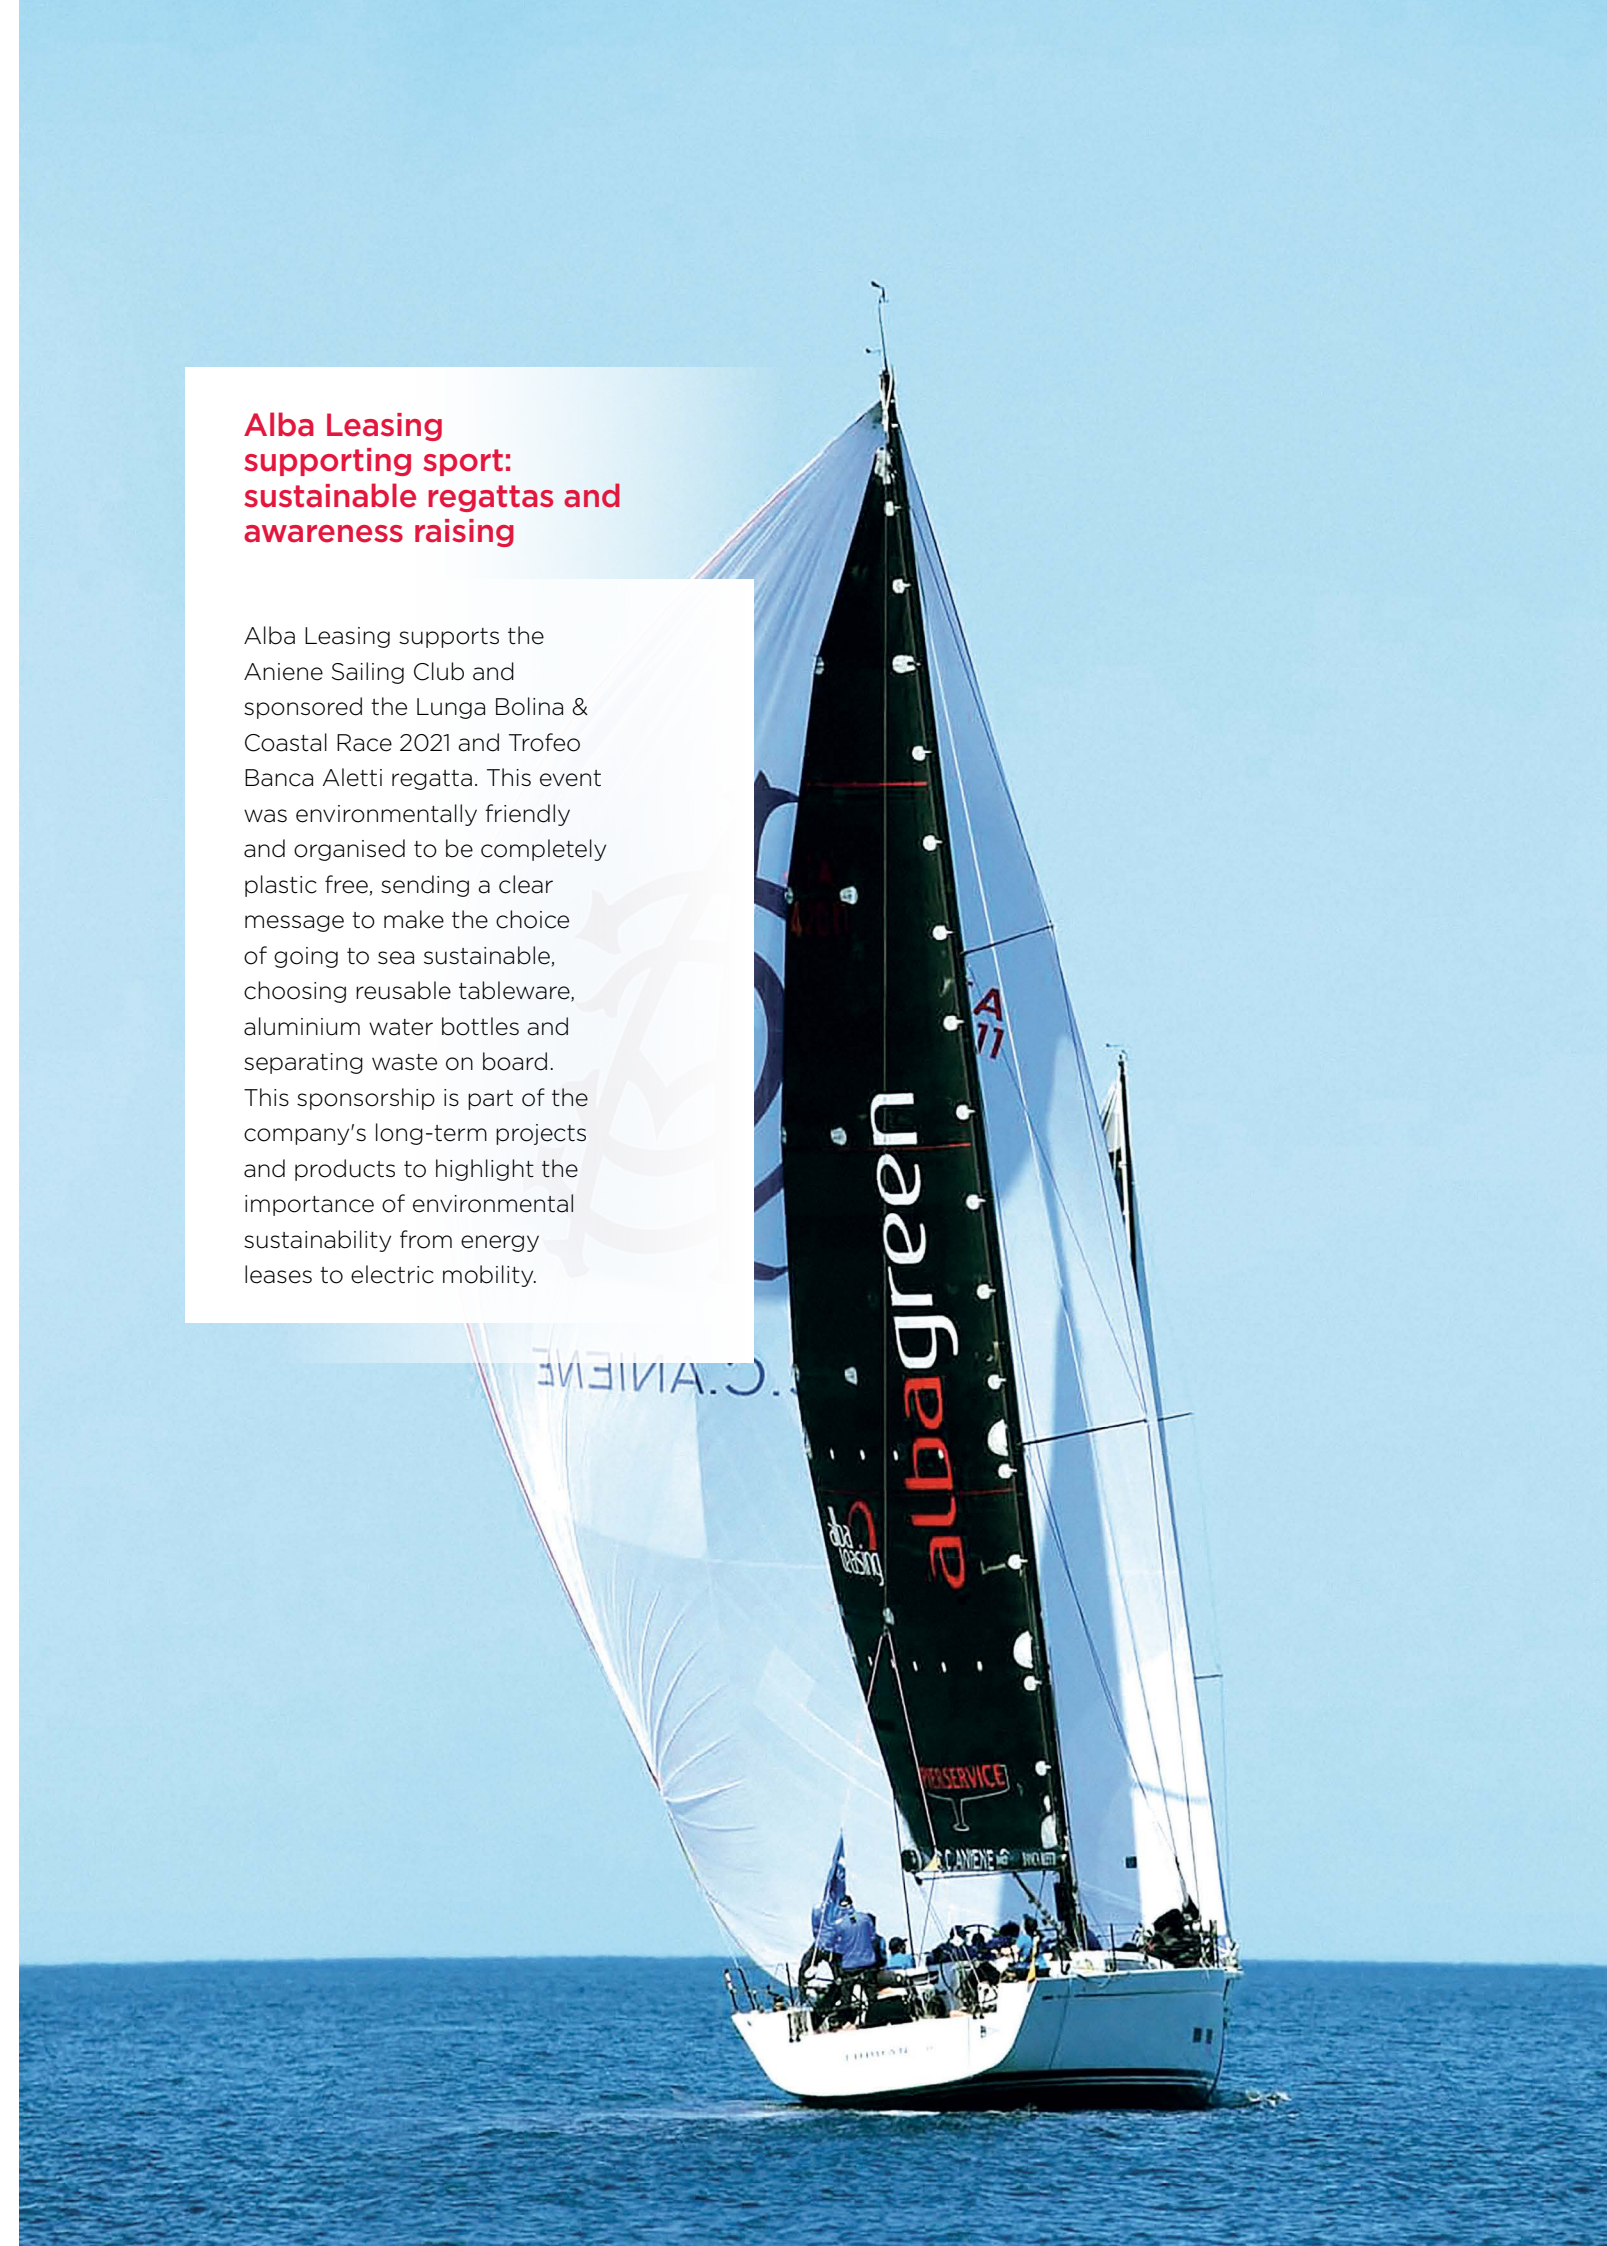 Alba Leasing
supporting sport:
sustainable regattas and
awareness raising
Alba Leasing supports the
Aniene Sailing Club and
sponsored the Lunga Bolina &
Coastal Race 2021 and Trofeo
Banca Aletti regatta. This event
was environmentally friendly
and organised to be completely
plastic free, sending a clear
message to make the choice
of going to sea sustainable,
choosing reusable tableware,
aluminium water bottles and
separating waste on board.
This sponsorship is part of the
company's long-term projects
and products to highlight the
importance of environmental
sustainability from energy
leases to electric mobility.
A
11
albagreen
C.ANIENE
alba
leasing
PIERSERVICE
C.C.ANIENE